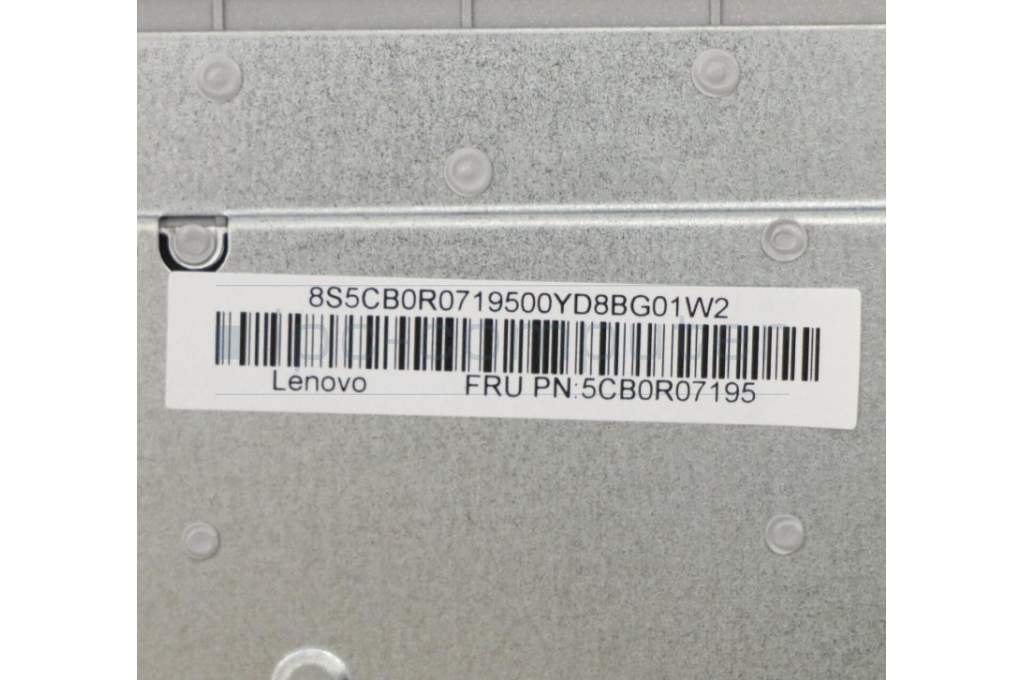 8S5CB0R0719500YD8BG01W2
Lenovo FRU PN:5CB0R07195